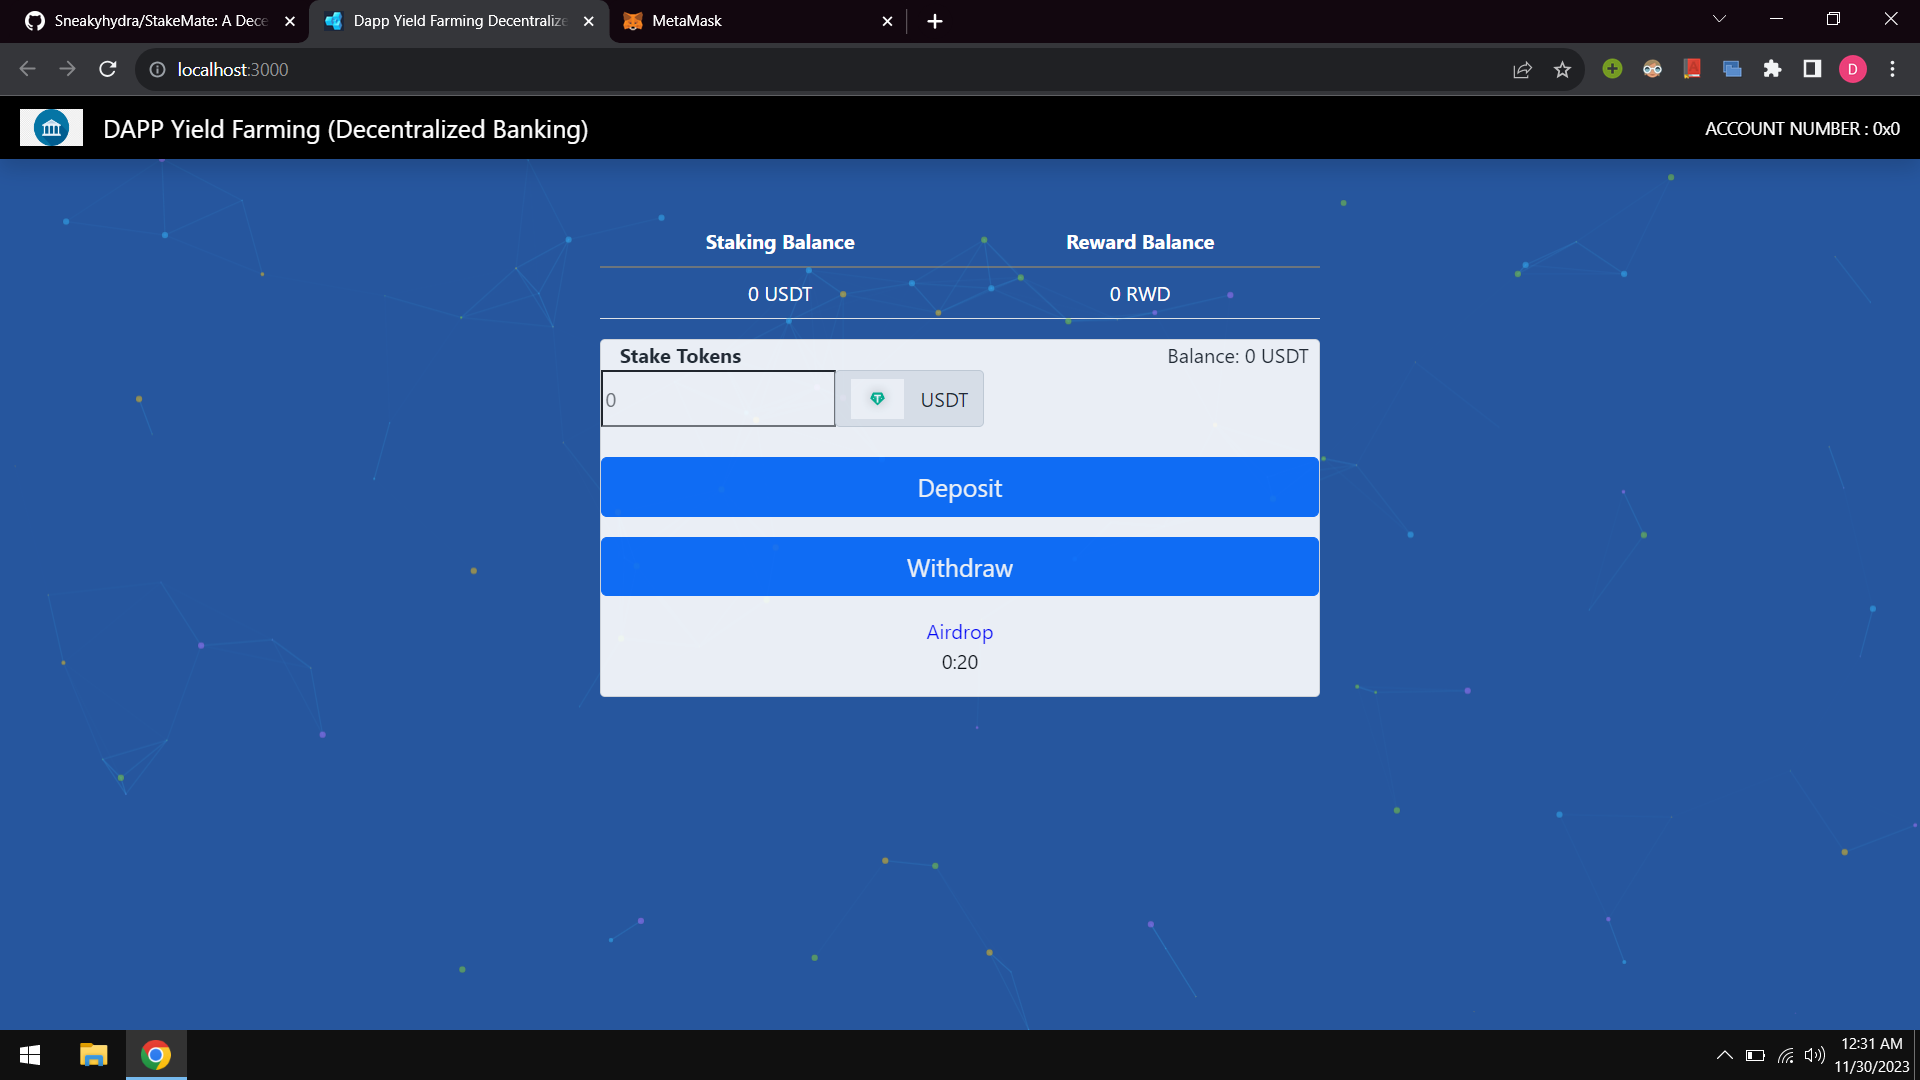 Sneakyhydra/StakeMate: A Dece
Dapp Yield Farming Decentralize
MetaMask
localhost:3000
D
DAPP Yield Farming (Decentralized Banking)
ACCOUNT NUMBER : 0x0
Staking Balance
Reward Balance
0 USDT
0 RWD
Stake Tokens
Balance: 0 USDT
0
USDT
Deposit
Withdraw
Airdrop
0:20
12:31 AM
11/30/2023